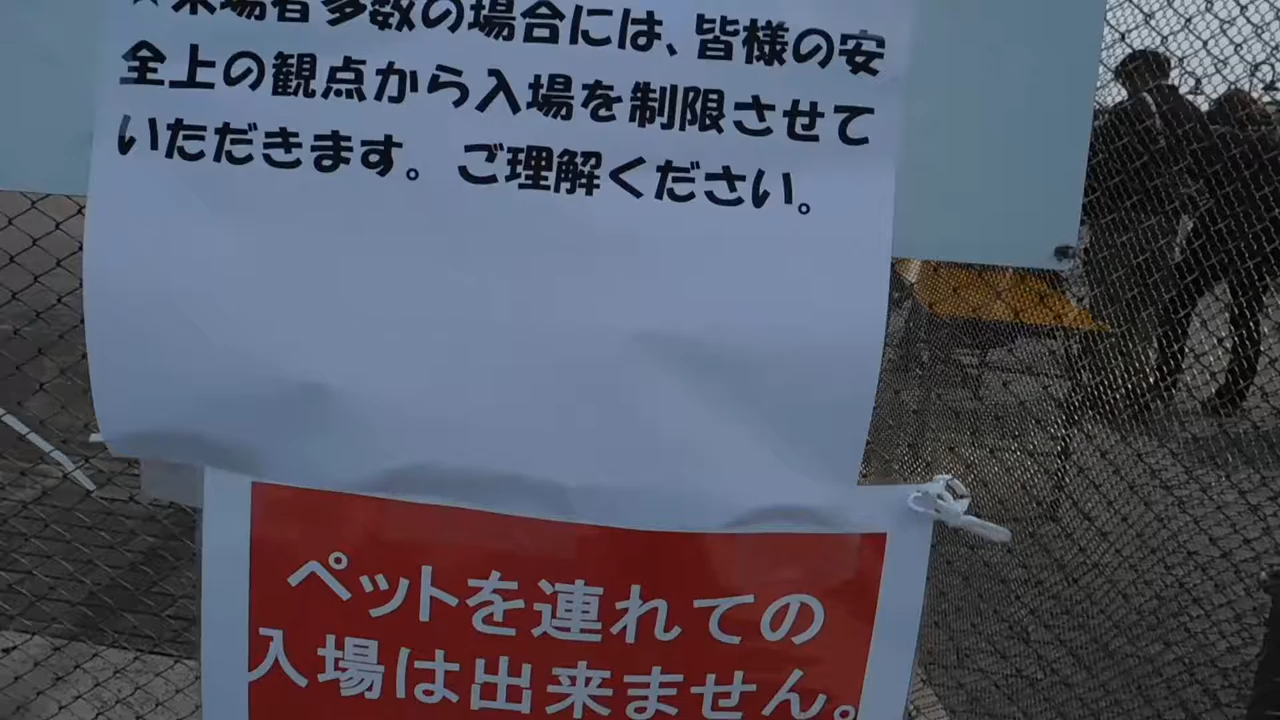 ★来場者多数の場合には、皆様の安
全上の観点から入場を制限させて
いただきます。ご理解ください。
ペットを連れての
入場は出来ません。